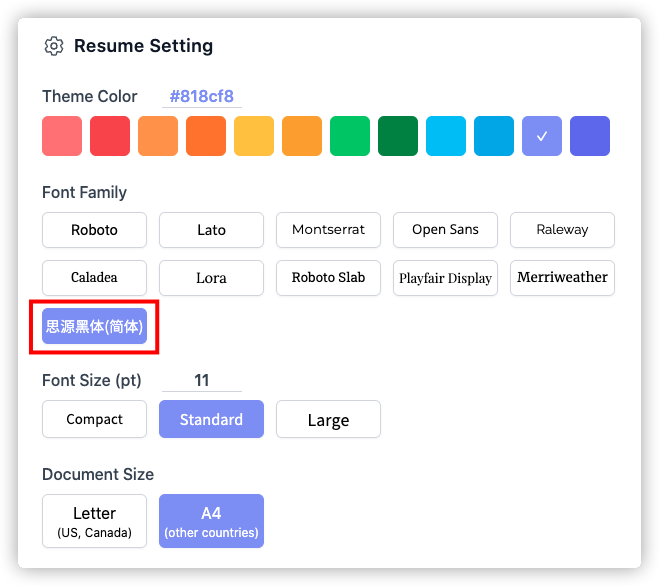 Resume Setting
Theme Color #818cf8
Font Family
Roboto Lato Montserrat Open Sans Raleway
Caladea Lora Roboto Slab Playfair Display Merriweather
思源黑体(简体)
Font Size (pt) 11
Compact Standard Large
Document Size
Letter A4
(US, Canada) (other countries)